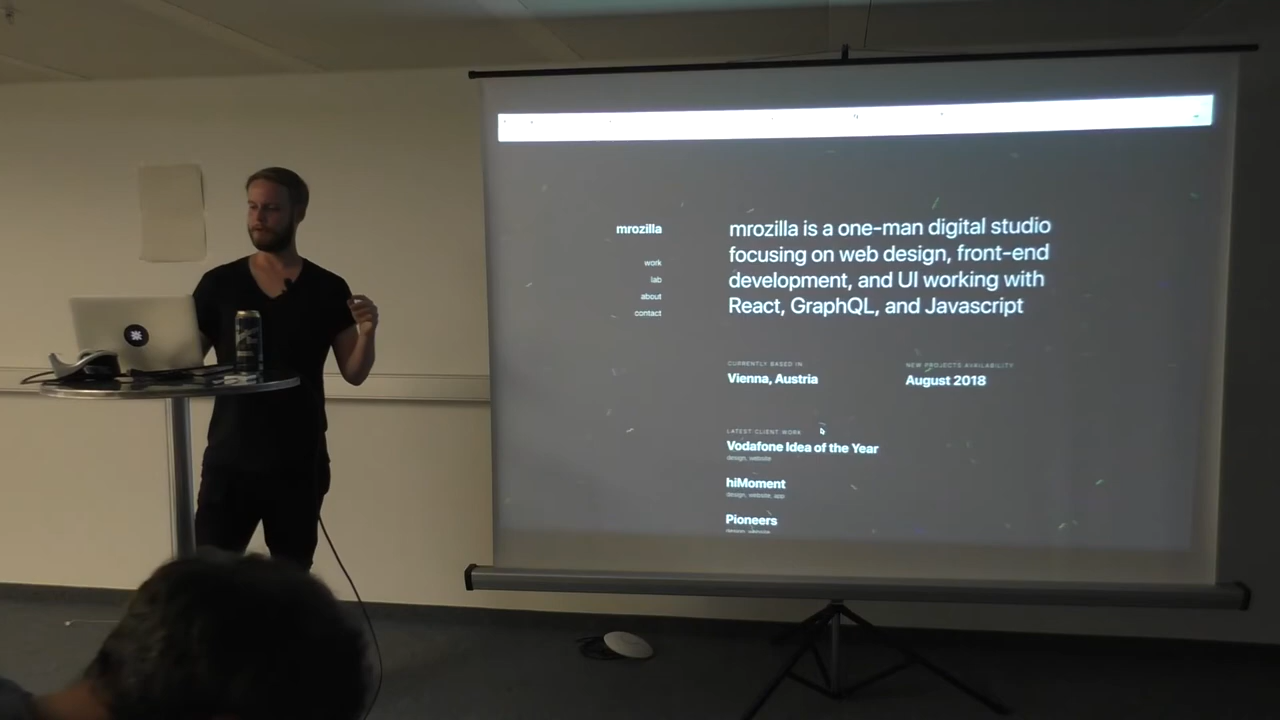 mrozilla
work
lab
about
contact
mrozilla is a one-man digital studio
focusing on web design, front-end
development, and UI working with
React, GraphQL, and Javascript
CURRENTLY BASED IN
Vienna, Austria
NEW PROJECTS AVAILABILITY
August 2018
LATEST CLIENT WORK
Vodafone Idea of the Year
design, website
hiMoment
design, website, app
Pioneers
design, website